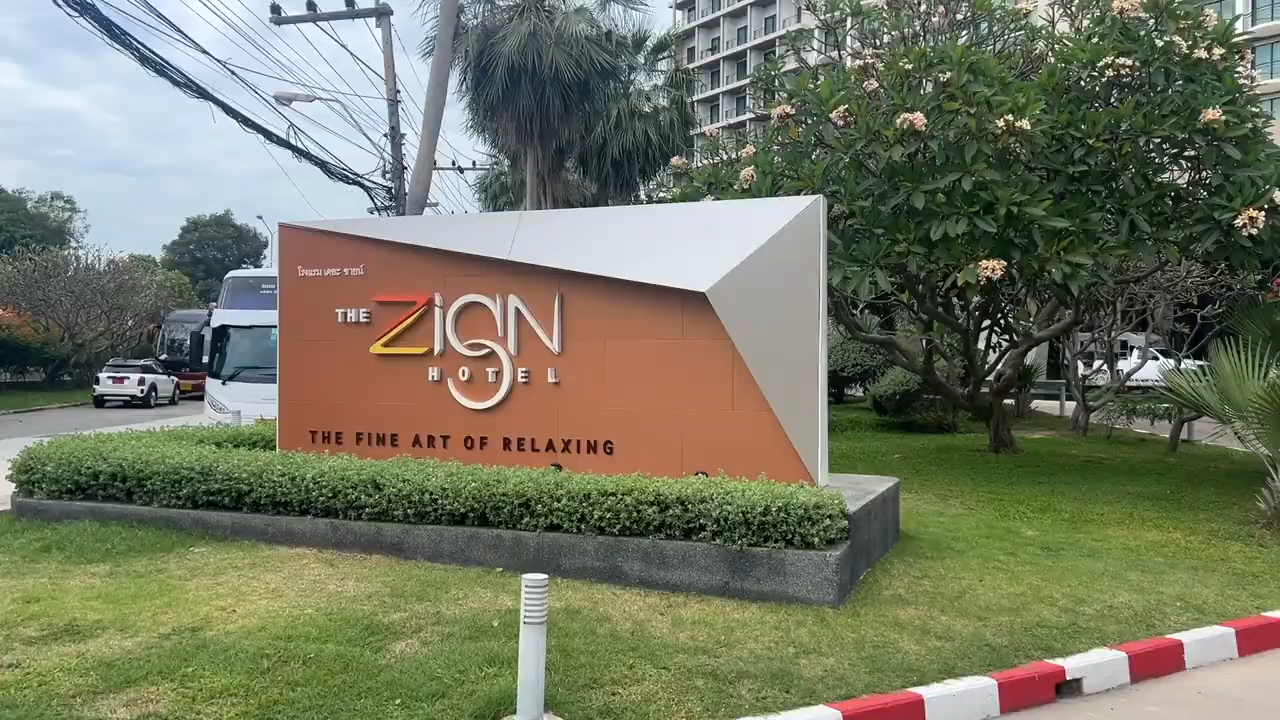 โรงแรม เดอะ ซายน์
THE ZIGN
HOTEL
THE FINE ART OF RELAXING